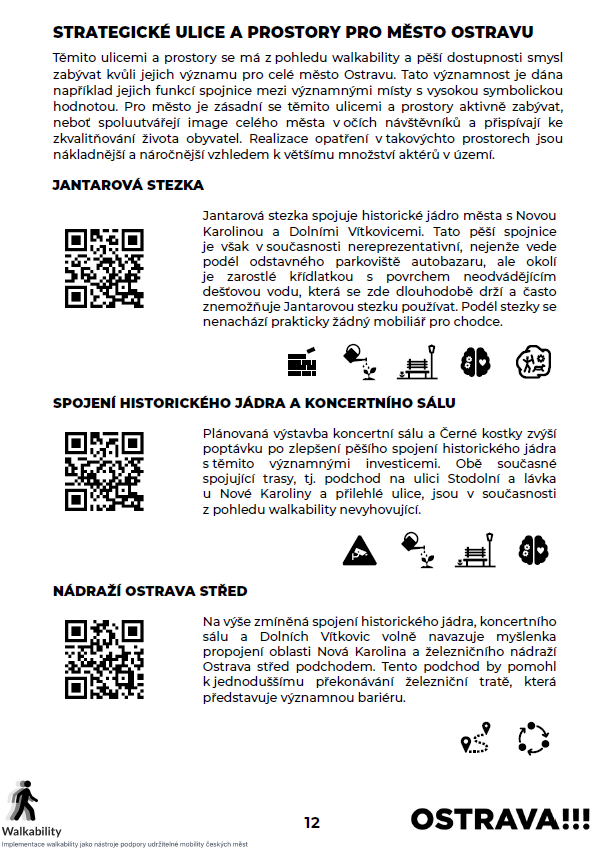 STRATEGICKÉ ULICE A PROSTORY PRO MĚSTO OSTRAVU
Těmito ulicemi a prostory se má z pohledu walkability a pěší dostupnosti smysl
zabývat kvůli jejich významu pro celé město Ostravu. Tato významnost je dána
například jejich funkcí spojnice mezi významnými místy s vysokou symbolickou
hodnotou. Pro město je zásadní se těmito ulicemi a prostory aktivně zabývat,
neboť spoluutvářejí image celého města v očích návštěvníků a přispívají ke
zkvalitňování života obyvatel. Realizace opatření v takovýchto prostorech jsou
nákladnější a náročnější vzhledem k většímu množství aktérů v území.
JANTAROVÁ STEZKA
Jantarová stezka spojuje historické jádro města s Novou
Karolinou a Dolními Vítkovicemi. Tato pěší spojnice
je však v současnosti nereprezentativní, nejenže vede
podél odstavného parkoviště autobazaru, ale okolí
je zarostlé křídlatkou s povrchem neodvádějícím
dešťovou vodu, která se zde dlouhodobě drží a často
znemožňuje Jantarovou stezku používat. Podél stezky se
nenachází prakticky žádný mobiliář pro chodce.
SPOJENÍ HISTORICKÉHO JÁDRA A KONCERTNÍHO SÁLU
Plánovaná výstavba koncertní sálu a Černé kostky zvýší
poptávku po zlepšení pěšího spojení historického jádra
s těmito významnými investicemi. Obě současné
spojující trasy, tj. podchod na ulici Stodolní a lávka
u Nové Karoliny a přilehlé ulice, jsou v současnosti
z pohledu walkability nevyhovující.
NÁDRAŽÍ OSTRAVA STŘED
Na výše zmíněná spojení historického jádra, koncertního
sálu a Dolních Vítkovic volně navazuje myšlenka
propojení oblasti Nová Karolina a železničního nádraží
Ostrava střed podchodem. Tento podchod by pomohl
k jednoduššímu překonávání železniční tratě, která
představuje významnou bariéru.
Walkability
Implementace walkability jako nástroje podpory udržitelné mobility českých měst
12
OSTRAVA!!!